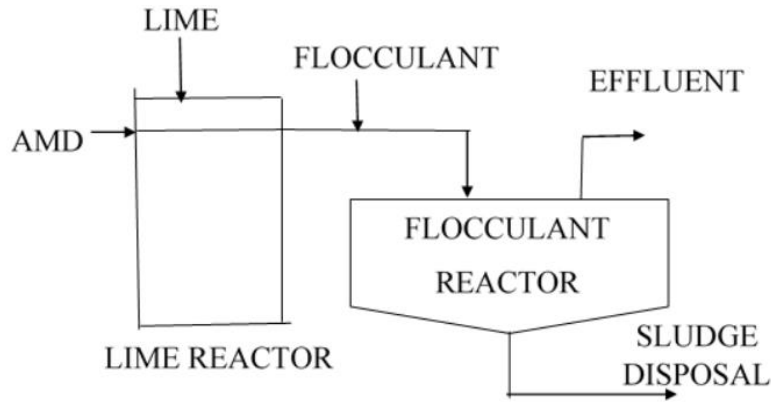 LIME
FLOCCULANT
EFFLUENT
AMD
FLOCCULANT
REACTOR
LIME REACTOR
SLUDGE
DISPOSAL